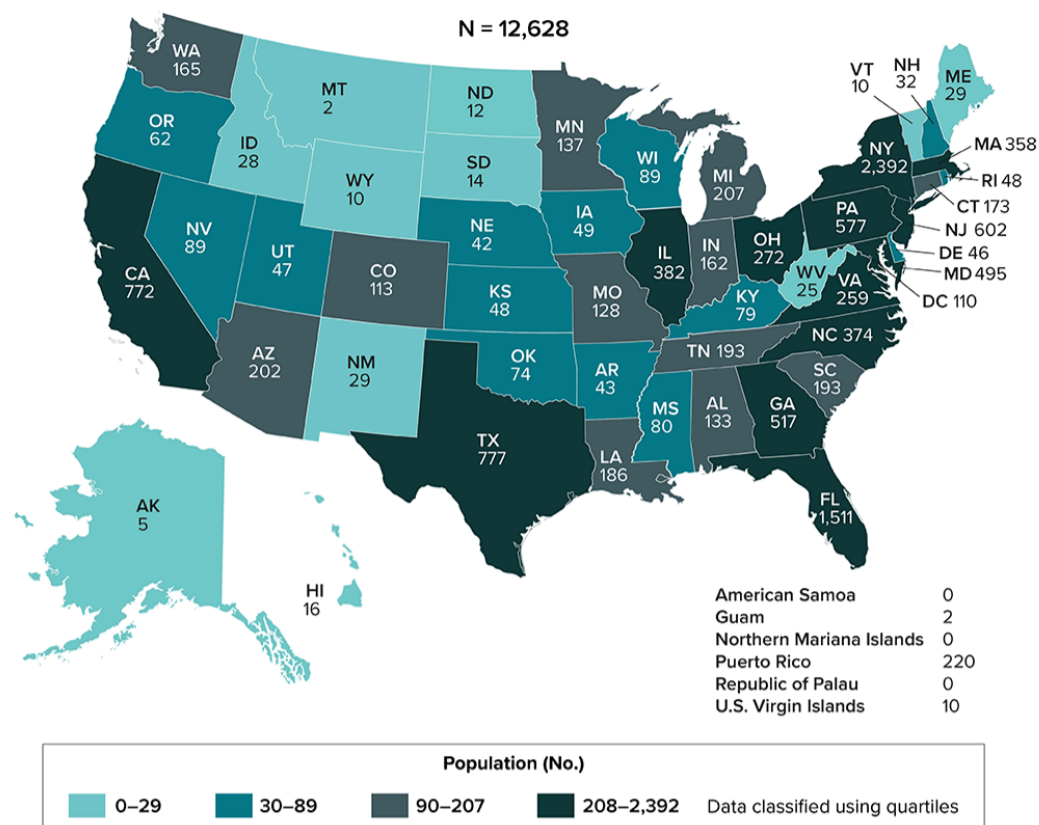 N = 12,628
WA
165
OR
62
CA
772
NV
89
ID
28
MT
2
WY
10
UT
47
CO
113
AZ
202
NM
29
ND
12
SD
14
NE
42
KS
48
OK
74
TX
777
MN
137
IA
49
MO
128
AR
43
LA
186
WI
89
IL
382
MI
207
IN
162
OH
272
KY
79
TN 193
MS
80
AL
133
GA
517
FL
1,511
SC
193
NC 374
VA
259
WV
25
PA
577
NY
2,392
VT
10
NH
32
ME
29
MA 358
RI 48
CT 173
NJ 602
DE 46
MD 495
DC 110
AK
5
HI
16
American Samoa 0
Guam 2
Northern Mariana Islands 0
Puerto Rico 220
Republic of Palau 0
U.S. Virgin Islands 10
Population (No.)
0–29 30–89 90–207 208–2,392 Data classified using quartiles